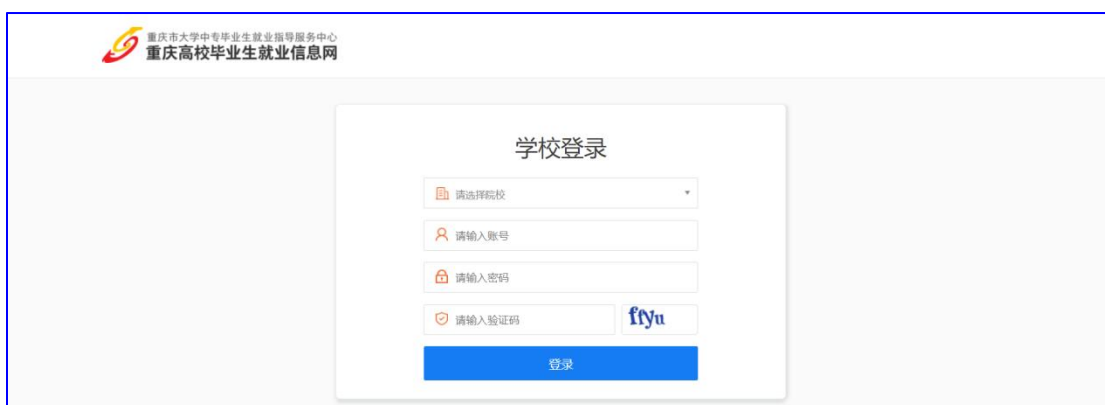 重庆市大学中专毕业生就业指导服务中心
重庆高校毕业生就业信息网
学校登录
请选择院校
请输入账号
请输入密码
请输入验证码
登录